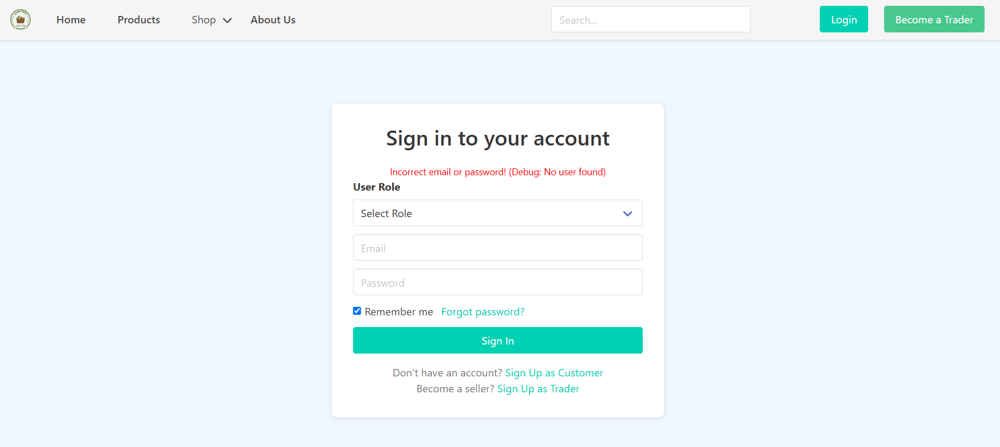 Home Products Shop About Us Search... Login Become a Trader
Sign in to your account
Incorrect email or password! (Debug: No user found)
User Role
Select Role
Email
Password
Remember me Forgot password?
Sign In
Don't have an account? Sign Up as Customer
Become a seller? Sign Up as Trader